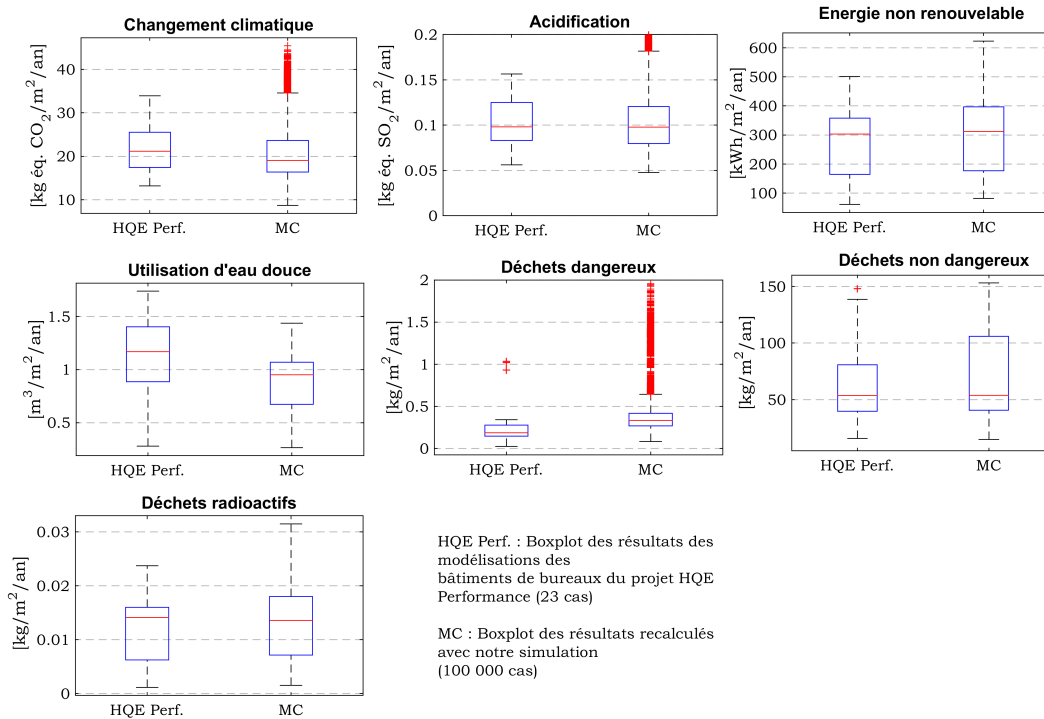 Changement climatique
[kg éq. CO2/m2/an]
40
30
20
10
HQE Perf.
MC
Acidification
[kg éq. SO2/m2/an]
0.2
0.15
0.1
0.05
0
HQE Perf.
MC
Energie non renouvelable
[kWh/m2/an]
600
500
400
300
200
100
HQE Perf.
MC
Utilisation d'eau douce
[m3/m2/an]
1.5
1
0.5
HQE Perf.
MC
Déchets dangereux
[kg/m2/an]
2
1
1
0
0
HQE Perf.
MC
Déchets non dangereux
[kg/m2/an]
150
100
50
HQE Perf.
MC
Déchets radioactifs
[kg/m2/an]
0.03
0.02
0.01
0
HQE Perf.
MC
HQE Perf. : Boxplot des résultats des
modélisations des
bâtiments de bureaux du projet HQE
Performance (23 cas)
MC : Boxplot des résultats recalculés
avec notre simulation
(100 000 cas)